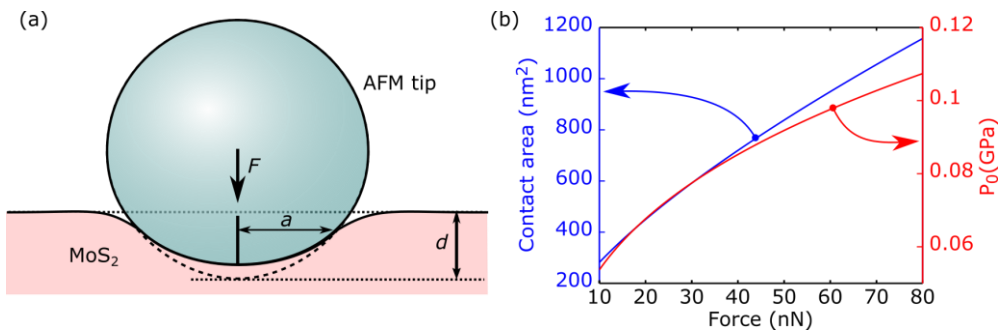 (a)
AFM tip
F
a
d
MoS₂
(b)
1200
1000
800
600
400
200
Contact area (nm²)
10 20 30 40 50 60 70 80
Force (nN)
0.12
0.1
0.08
0.06
P₀(GPa)